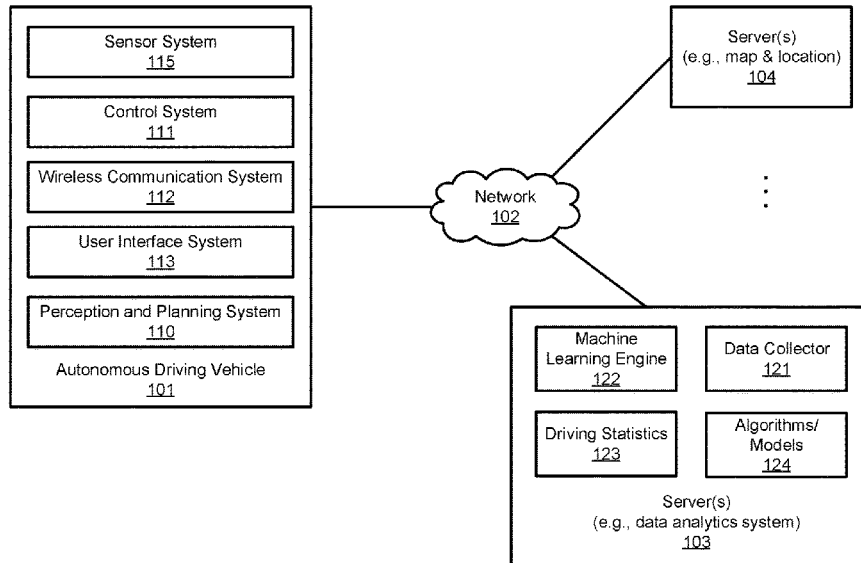 Sensor System
115
Control System
111
Wireless Communication System
112
User Interface System
113
Perception and Planning System
110
Autonomous Driving Vehicle
101
Network
102
Server(s)
(e.g., map & location)
104
Machine
Learning Engine
122
Data Collector
121
Driving Statistics
123
Algorithms/
Models
124
Server(s)
(e.g., data analytics system)
103